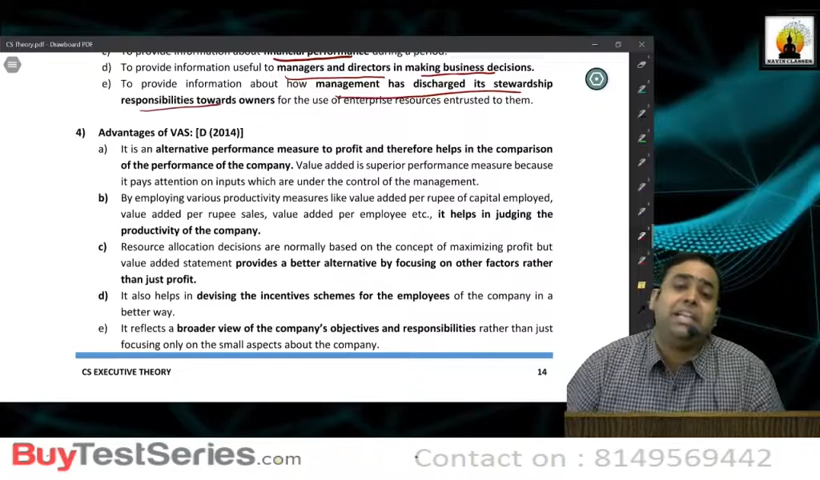 CS Theory.pdf - Drawboard PDF
c) To provide information about financial performance during a period.
d) To provide information useful to managers and directors in making business decisions.
e) To provide information about how management has discharged its stewardship
responsibilities towards owners for the use of enterprise resources entrusted to them.
4) Advantages of VAS: [D (2014)]
a) It is an alternative performance measure to profit and therefore helps in the comparison
of the performance of the company. Value added is superior performance measure because
it pays attention on inputs which are under the control of the management.
b) By employing various productivity measures like value added per rupee of capital employed,
value added per rupee sales, value added per employee etc., it helps in judging the
productivity of the company.
c) Resource allocation decisions are normally based on the concept of maximizing profit but
value added statement provides a better alternative by focusing on other factors rather
than just profit.
d) It also helps in devising the incentives schemes for the employees of the company in a
better way.
e) It reflects a broader view of the company's objectives and responsibilities rather than just
focusing only on the small aspects about the company.
CS EXECUTIVE THEORY 14
NAVIN CLASSES
BuyTestSeries.com Contact on : 8149569442